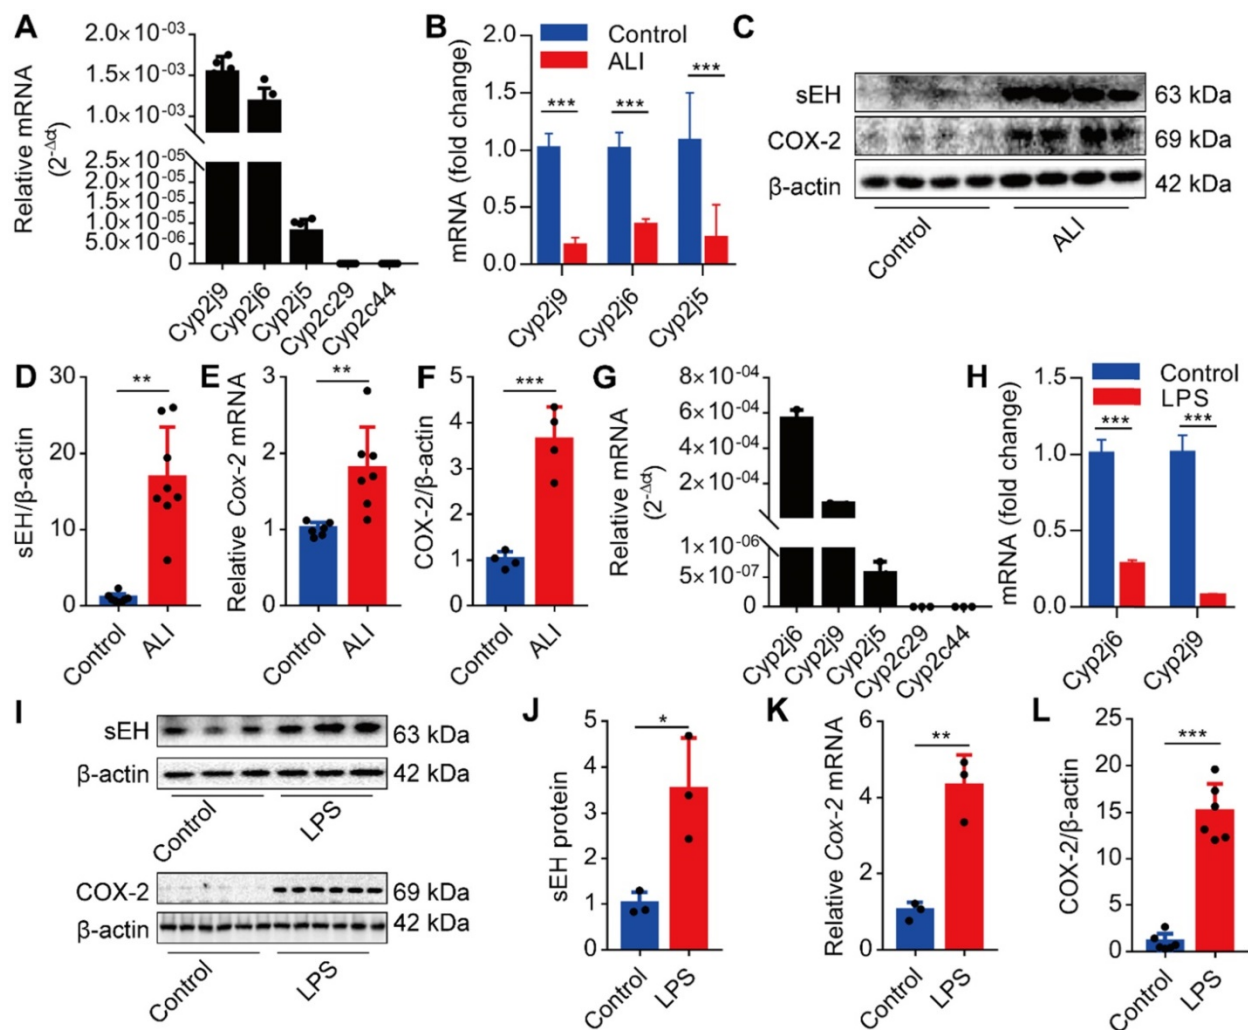 A
Relative mRNA
(2-Δct)
2.0× 10-03
1.5× 10-03
1.0× 10-03
2.5× 10-05
1.0× 10-05
1.0× 10-05
5.0× 10-06
0
Cyp2j9
Cyp2j6
Cyp2j5
Cyp2c29
Cyp2c44
B
Control
ALI
mRNA (fold change)
2.0
1.5
1.0
0.5
0.0
***
***
***
Cyp2j9
Cyp2j6
Cyp2j5
C
sEH
63 kDa
COX-2
69 kDa
β-actin
42 kDa
Control
ALI
D
sEH/β-actin
30
20
10
0
**
Control
ALI
E
Relative Cox-2 mRNA
3
2
1
0
**
Control
ALI
F
COX-2/β-actin
5
4
3
2
1
0
***
Control
ALI
G
Relative mRNA
(2-Δct)
8× 10-04
6× 10-04
4× 10-04
2× 10-04
0
1× 10-06
5× 10-07
0
Cyp2j6
Cyp2j9
Cyp2j5
Cyp2c29
Cyp2c44
H
Control
LPS
mRNA (fold change)
1.5
1.0
0.5
0.0
***
***
Cyp2j6
Cyp2j9
I
sEH
63 kDa
β-actin
42 kDa
Control
LPS
COX-2
69 kDa
β-actin
42 kDa
Control
LPS
J
sEH protein
5
4
3
2
1
0
*
Control
LPS
K
Relative Cox-2 mRNA
6
4
2
0
**
Control
LPS
L
COX-2/β-actin
25
20
15
10
5
0
***
Control
LPS